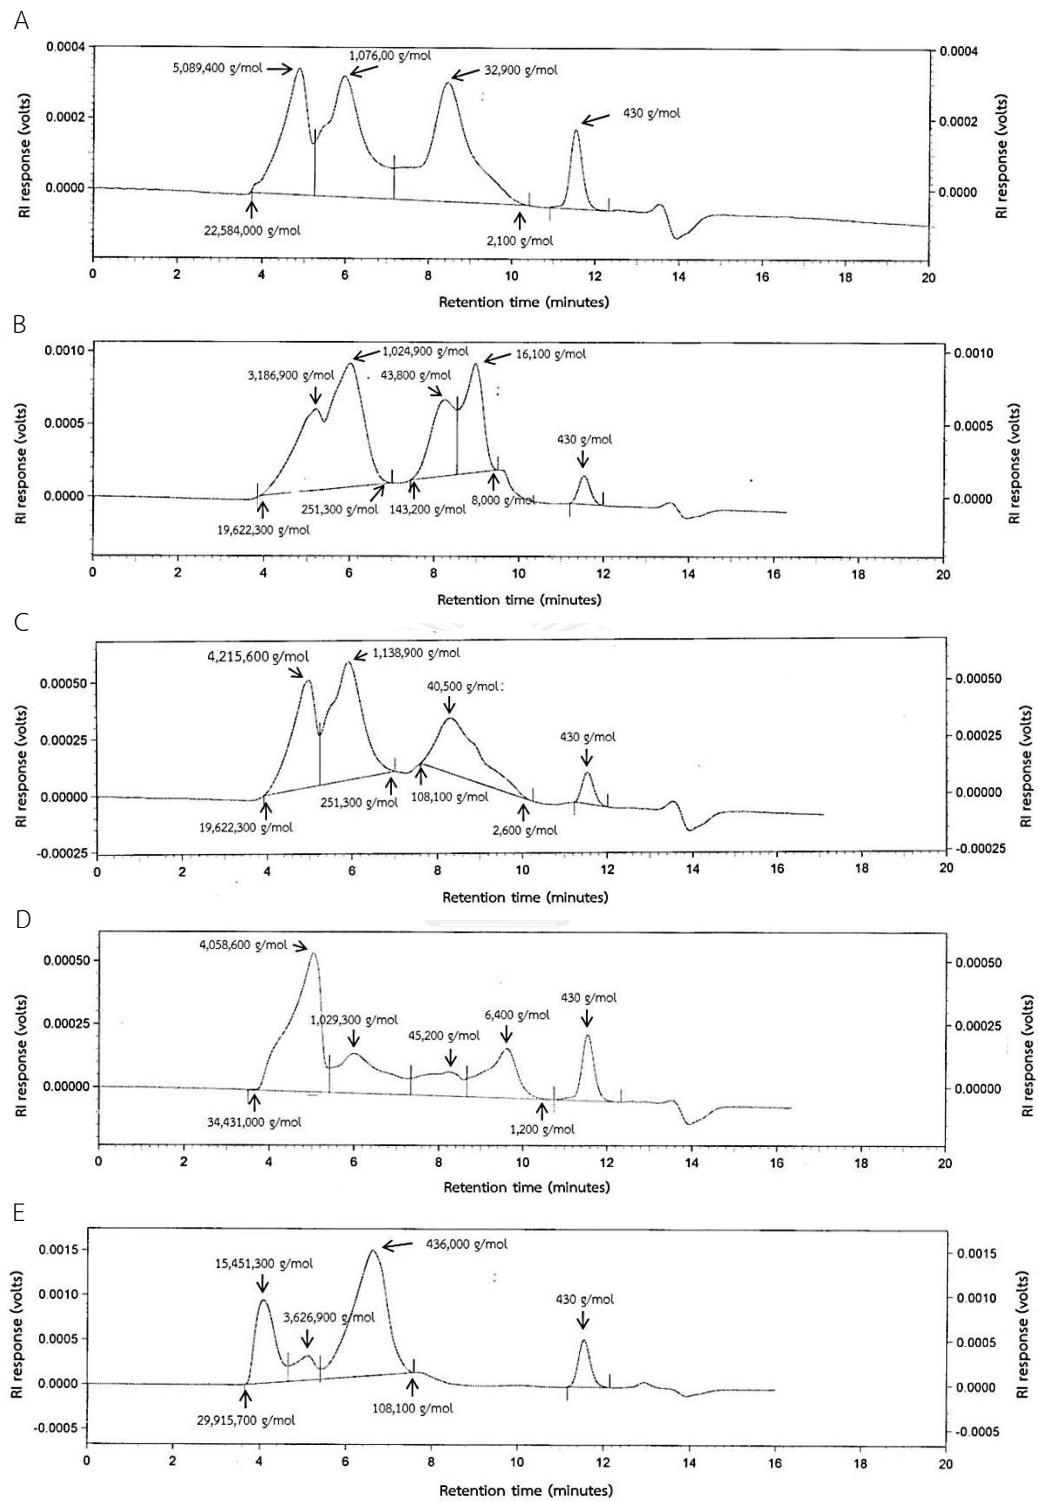 A
0.0004
0.0002
0.0000
RI response (volts)
5,089,400 g/mol
1,076,00 g/mol
32,900 g/mol
430 g/mol
22,584,000 g/mol
2,100 g/mol
0.0004
0.0002
0.0000
RI response (volts)
0 2 4 6 8 10 12 14 16 18 20
Retention time (minutes)
B
0.0010
0.0005
0.0000
RI response (volts)
3,186,900 g/mol
1,024,900 g/mol
43,800 g/mol
16,100 g/mol
430 g/mol
19,622,300 g/mol
251,300 g/mol
143,200 g/mol
8,000 g/mol
0.0010
0.0005
0.0000
RI response (volts)
0 2 4 6 8 10 12 14 16 18 20
Retention time (minutes)
C
0.00050
0.00025
0.00000
-0.00025
RI response (volts)
4,215,600 g/mol
1,138,900 g/mol
40,500 g/mol
430 g/mol
19,622,300 g/mol
251,300 g/mol
108,100 g/mol
2,600 g/mol
0.00050
0.00025
0.00000
-0.00025
RI response (volts)
0 2 4 6 8 10 12 14 16 18 20
Retention time (minutes)
D
0.00050
0.00025
0.00000
RI response (volts)
4,058,600 g/mol
1,029,300 g/mol
45,200 g/mol
6,400 g/mol
430 g/mol
34,431,000 g/mol
1,200 g/mol
0.00050
0.00025
0.00000
RI response (volts)
0 2 4 6 8 10 12 14 16 18 20
Retention time (minutes)
E
0.0015
0.0010
0.0005
0.0000
-0.0005
RI response (volts)
15,451,300 g/mol
3,626,900 g/mol
436,000 g/mol
430 g/mol
29,915,700 g/mol
108,100 g/mol
0.0015
0.0010
0.0005
0.0000
-0.0005
RI response (volts)
0 2 4 6 8 10 12 14 16 18 20
Retention time (minutes)